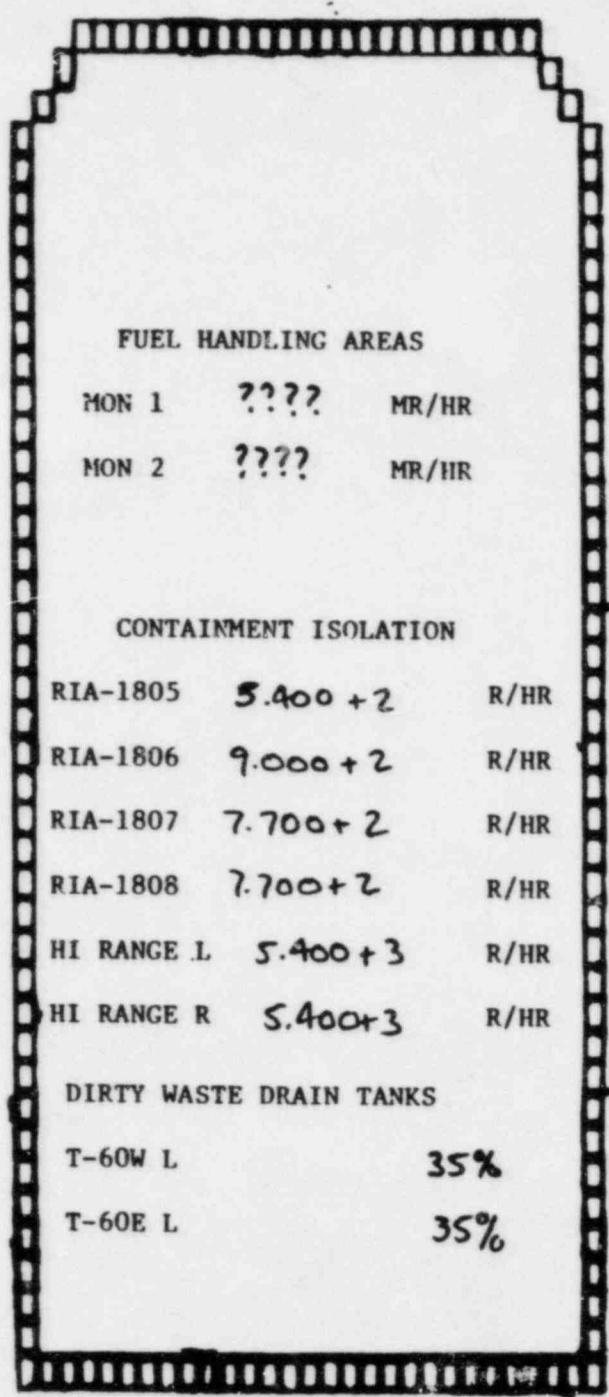 FUEL HANDLING AREAS
MON 1 ???? MR/HR
MON 2 ???? MR/HR
CONTAINMENT ISOLATION
RIA-1805 5.400 +2 R/HR
RIA-1806 9.000 + 2 R/HR
RIA-1807 7.700 + 2 R/HR
RIA-1808 7.700 + 2 R/HR
HI RANGE L 5.400 + 3 R/HR
HI RANGE R 5.400+3 R/HR
DIRTY WASTE DRAIN TANKS
T-60W L 35%
T-60E L 35%